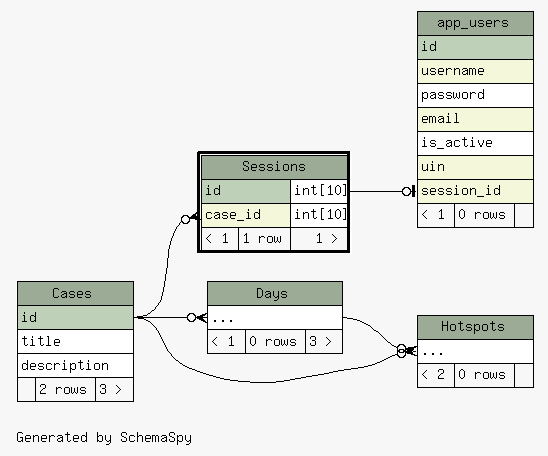 app_users
id
username
password
email
is_active
uin
session_id
< 1 0 rows
Sessions
id int[10]
case_id int[10]
< 1 1 row 1 >
Cases
id
title
description
2 rows 3 >
Days
...
< 1 0 rows 3 >
Hotspots
...
< 2 0 rows
Generated by SchemaSpy